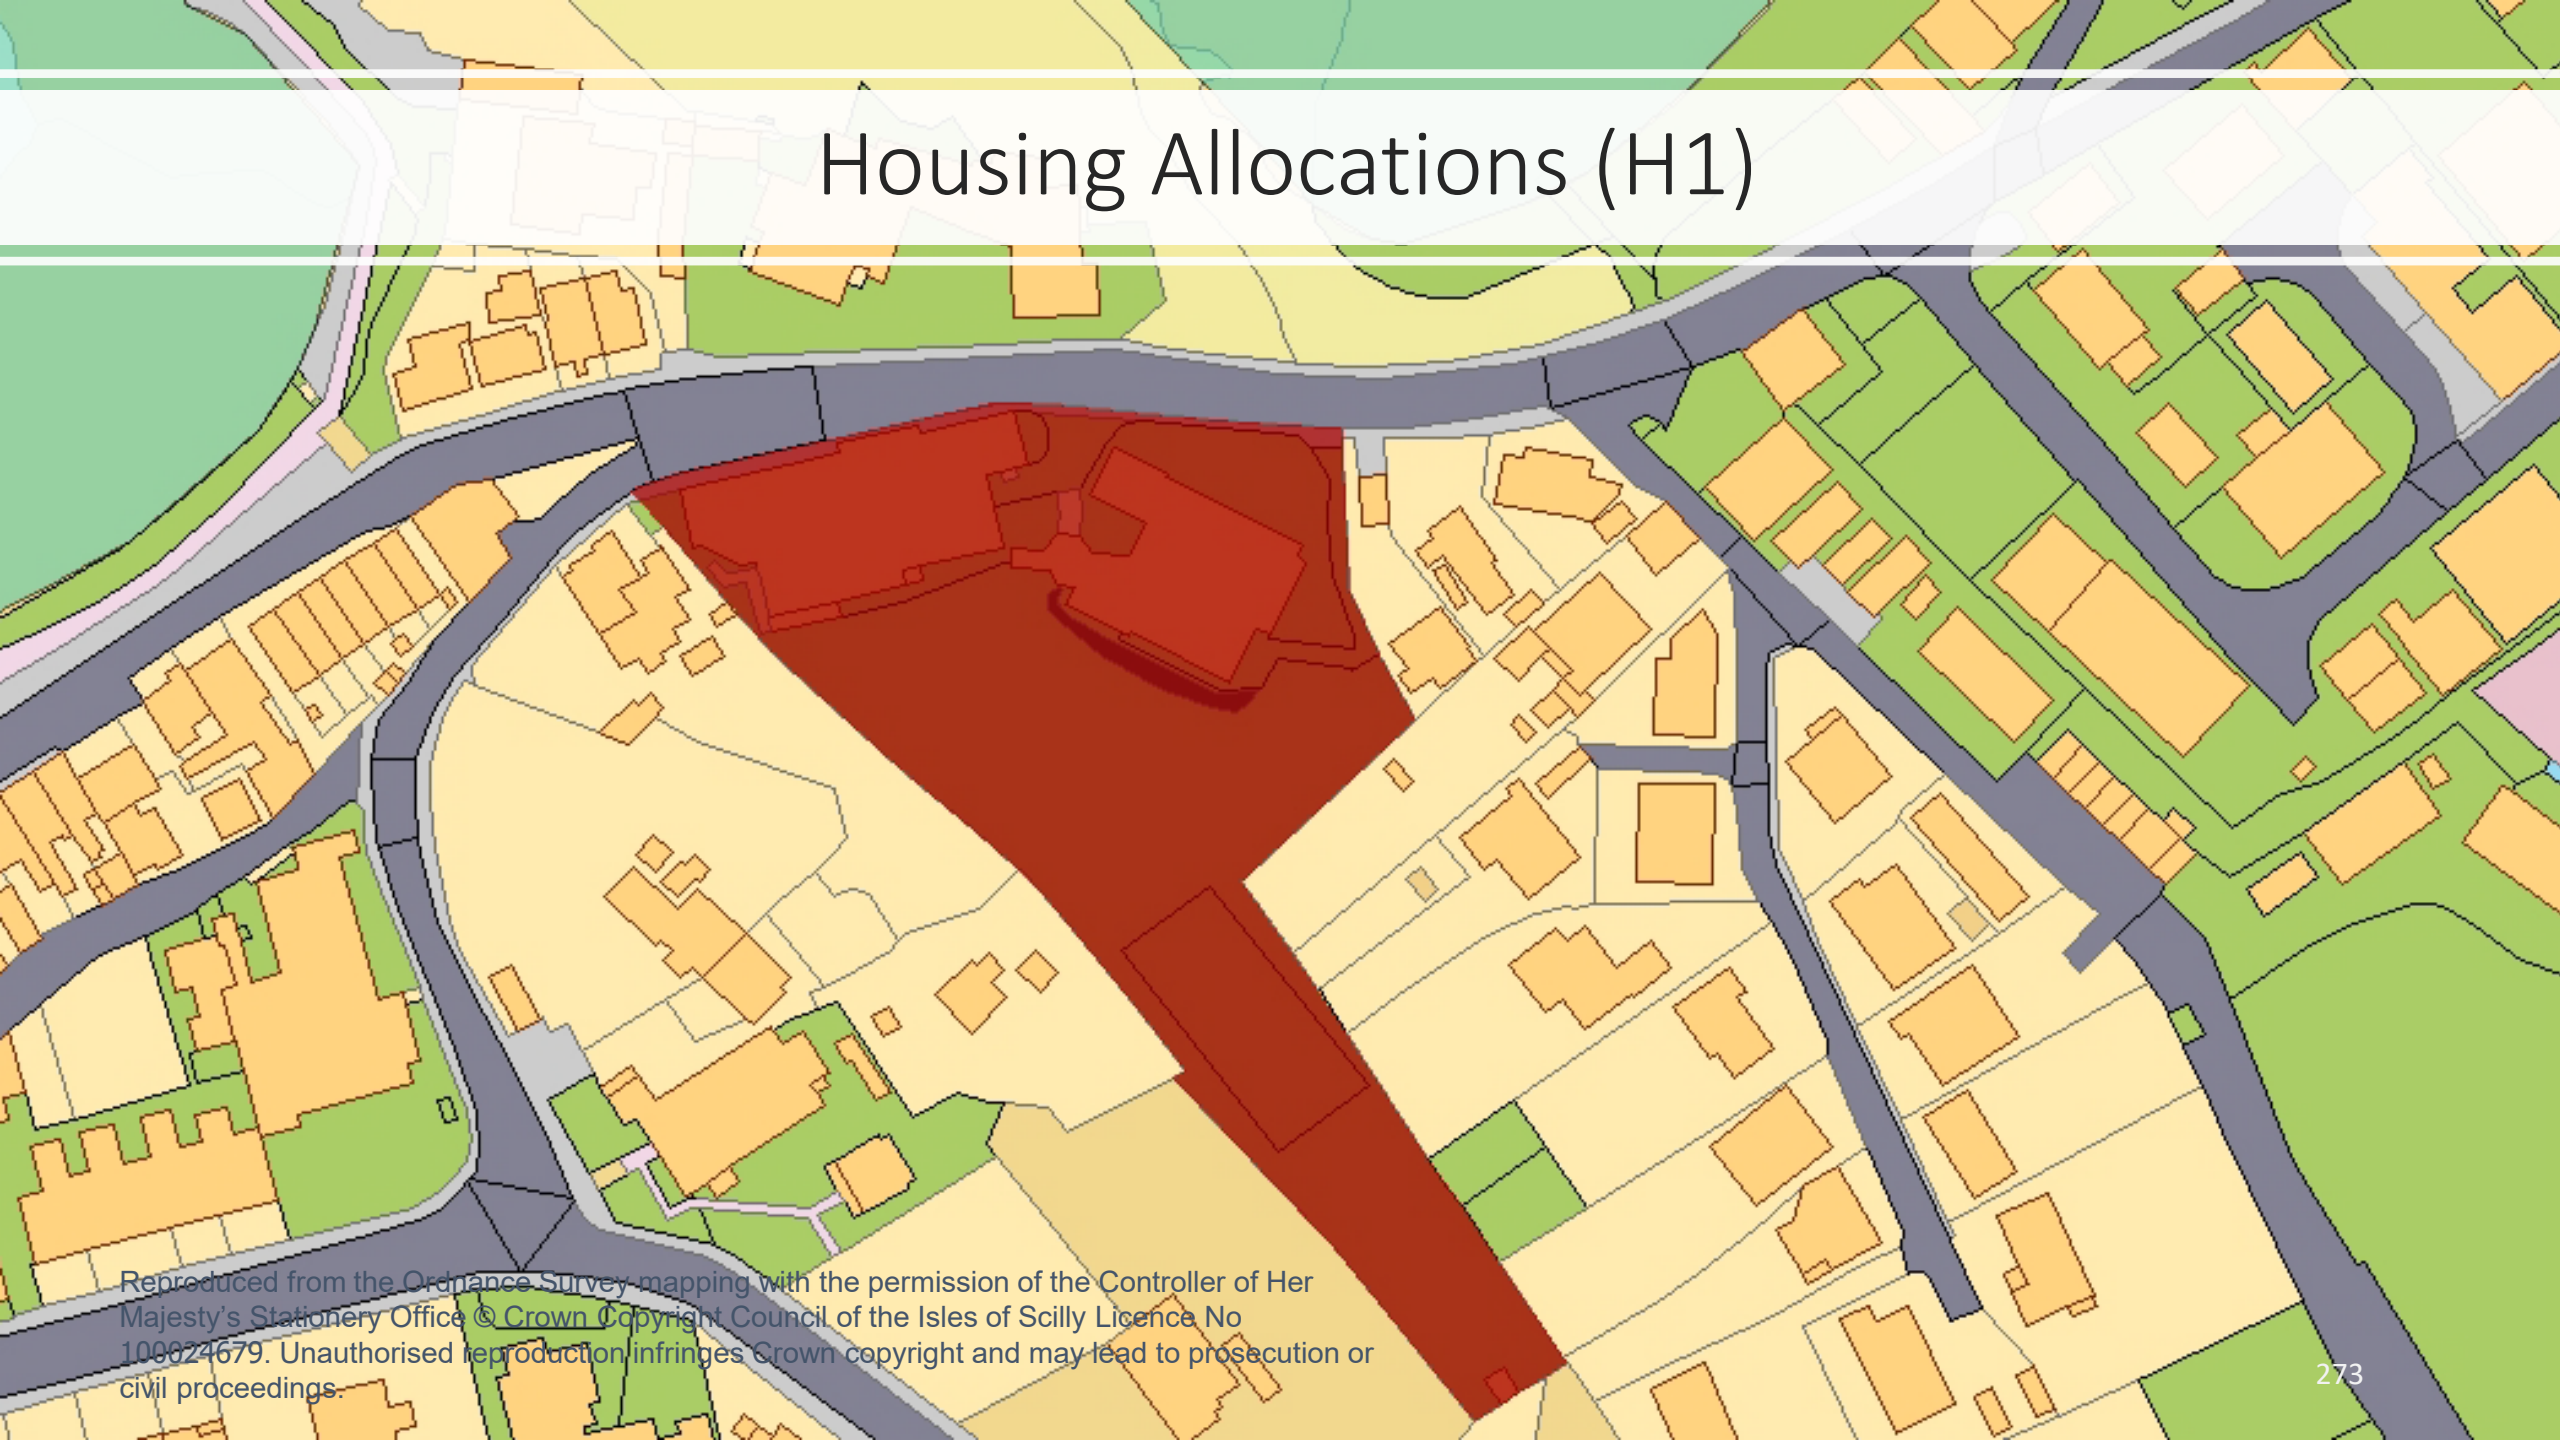 Housing Allocations (H1)
Reproduced from the Ordnance Survey mapping with the permission of the Controller of Her
Majesty’s Stationery Office © Crown Copyright Council of the Isles of Scilly Licence No
100024679. Unauthorised reproduction infringes Crown copyright and may lead to prosecution or
civil proceedings.
273